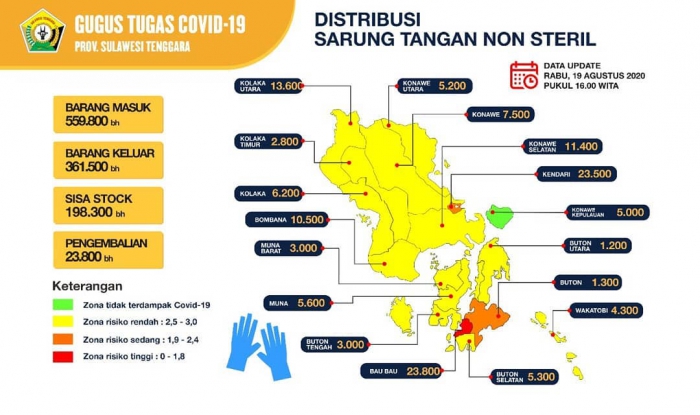 GUGUS TUGAS COVID-19
PROV. SULAWESI TENGGARA
DISTRIBUSI
SARUNG TANGAN NON STERIL
DATA UPDATE
RABU, 19 AGUSTUS 2020
PUKUL 16.00 WITA
BARANG MASUK
559.800 bh
BARANG KELUAR
361.500 bh
SISA STOCK
198.300 bh
PENGEMBALIAN
23.800 bh
Keterangan
Zona tidak terdampak Covid-19
Zona risiko rendah : 2,5 - 3,0
Zona risiko sedang : 1,9 - 2,4
Zona risiko tinggi : 0 - 1,8
KOLAKA
UTARA 13.600
KONAWE
UTARA 5.200
KONAWE 7.500
KOLAKA
TIMUR 2.800
KONAWE
SELATAN 11.400
KENDARI 23.500
KOLAKA 6.200
KONAWE
KEPULAUAN 5.000
BOMBANA 10.500
MUNA
BARAT 3.000
BUTON
UTARA 1.200
BUTON 1.300
MUNA 5.600
WAKATOBI 4.300
BUTON
TENGAH 3.000
BAU BAU 23.800
BUTON
SELATAN 5.300